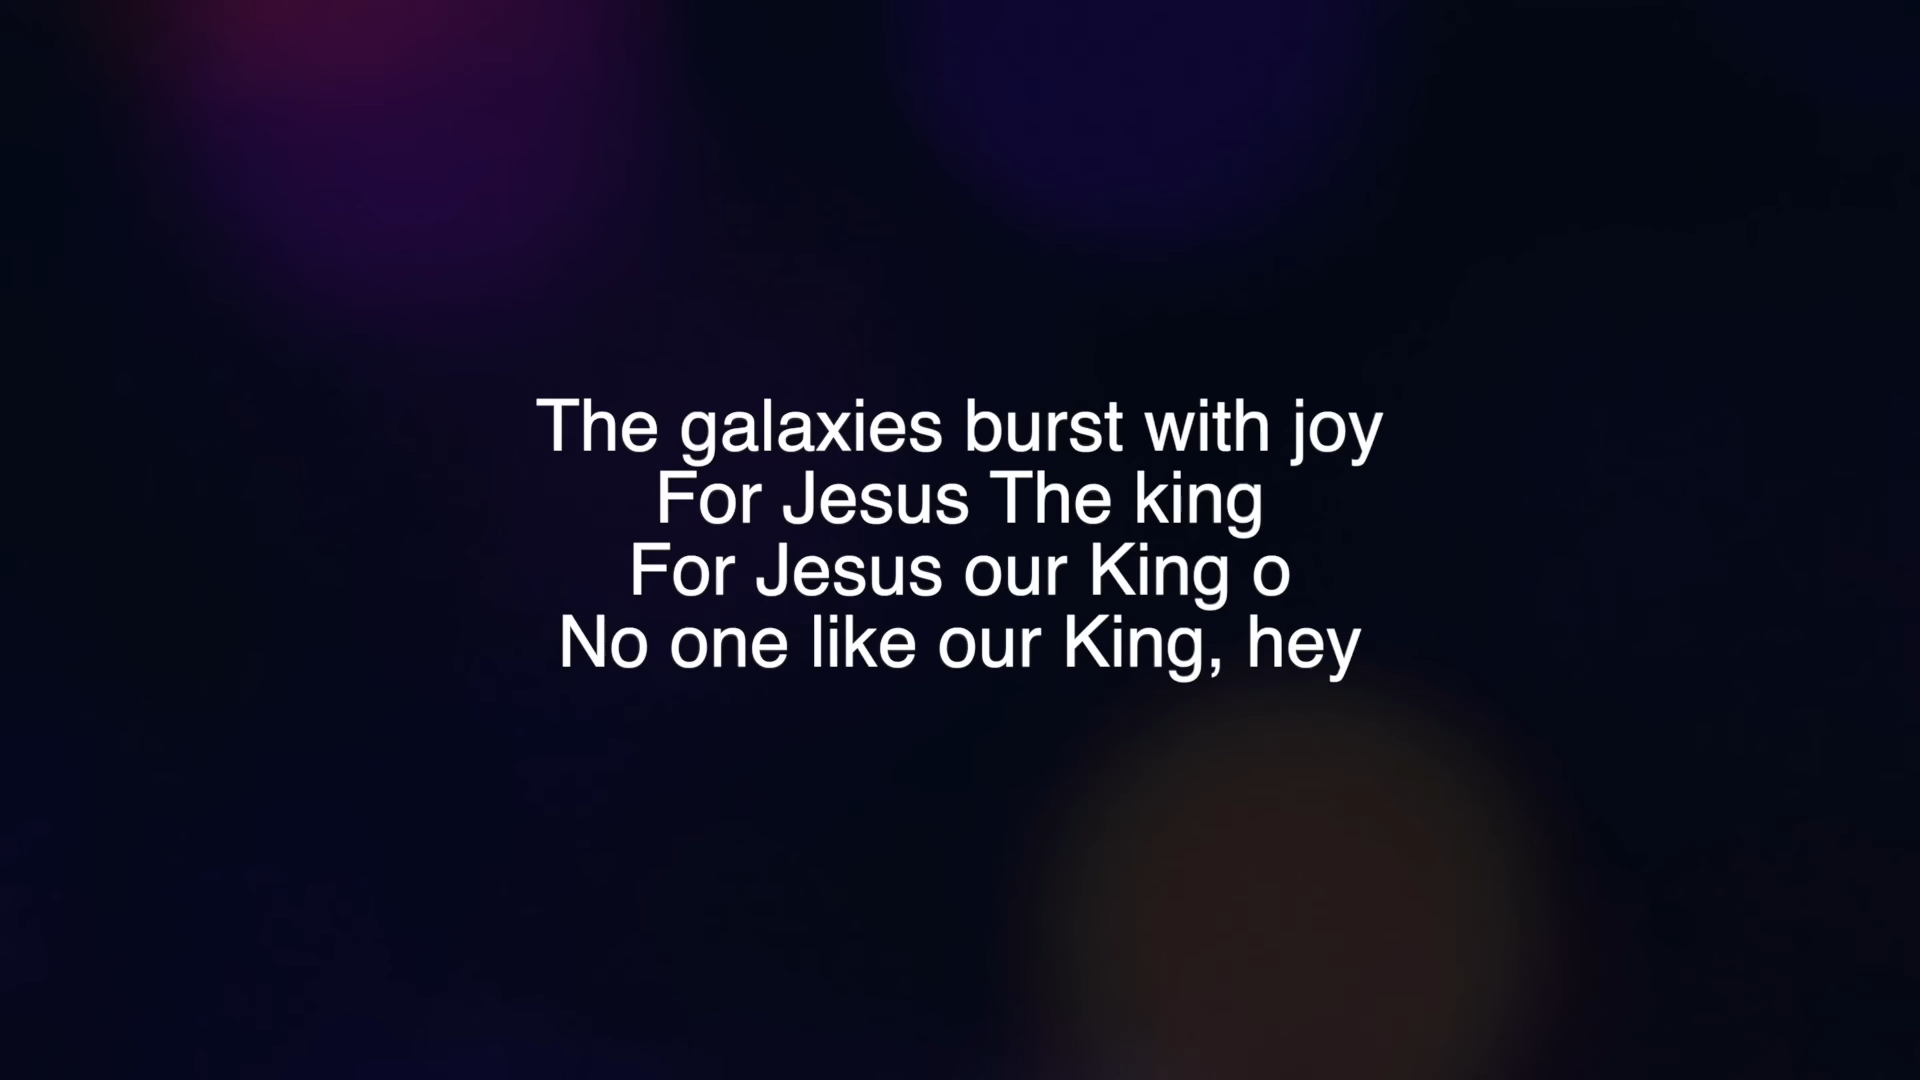 The galaxies burst with joy
For Jesus The king
For Jesus our King o
No one like our King, hey